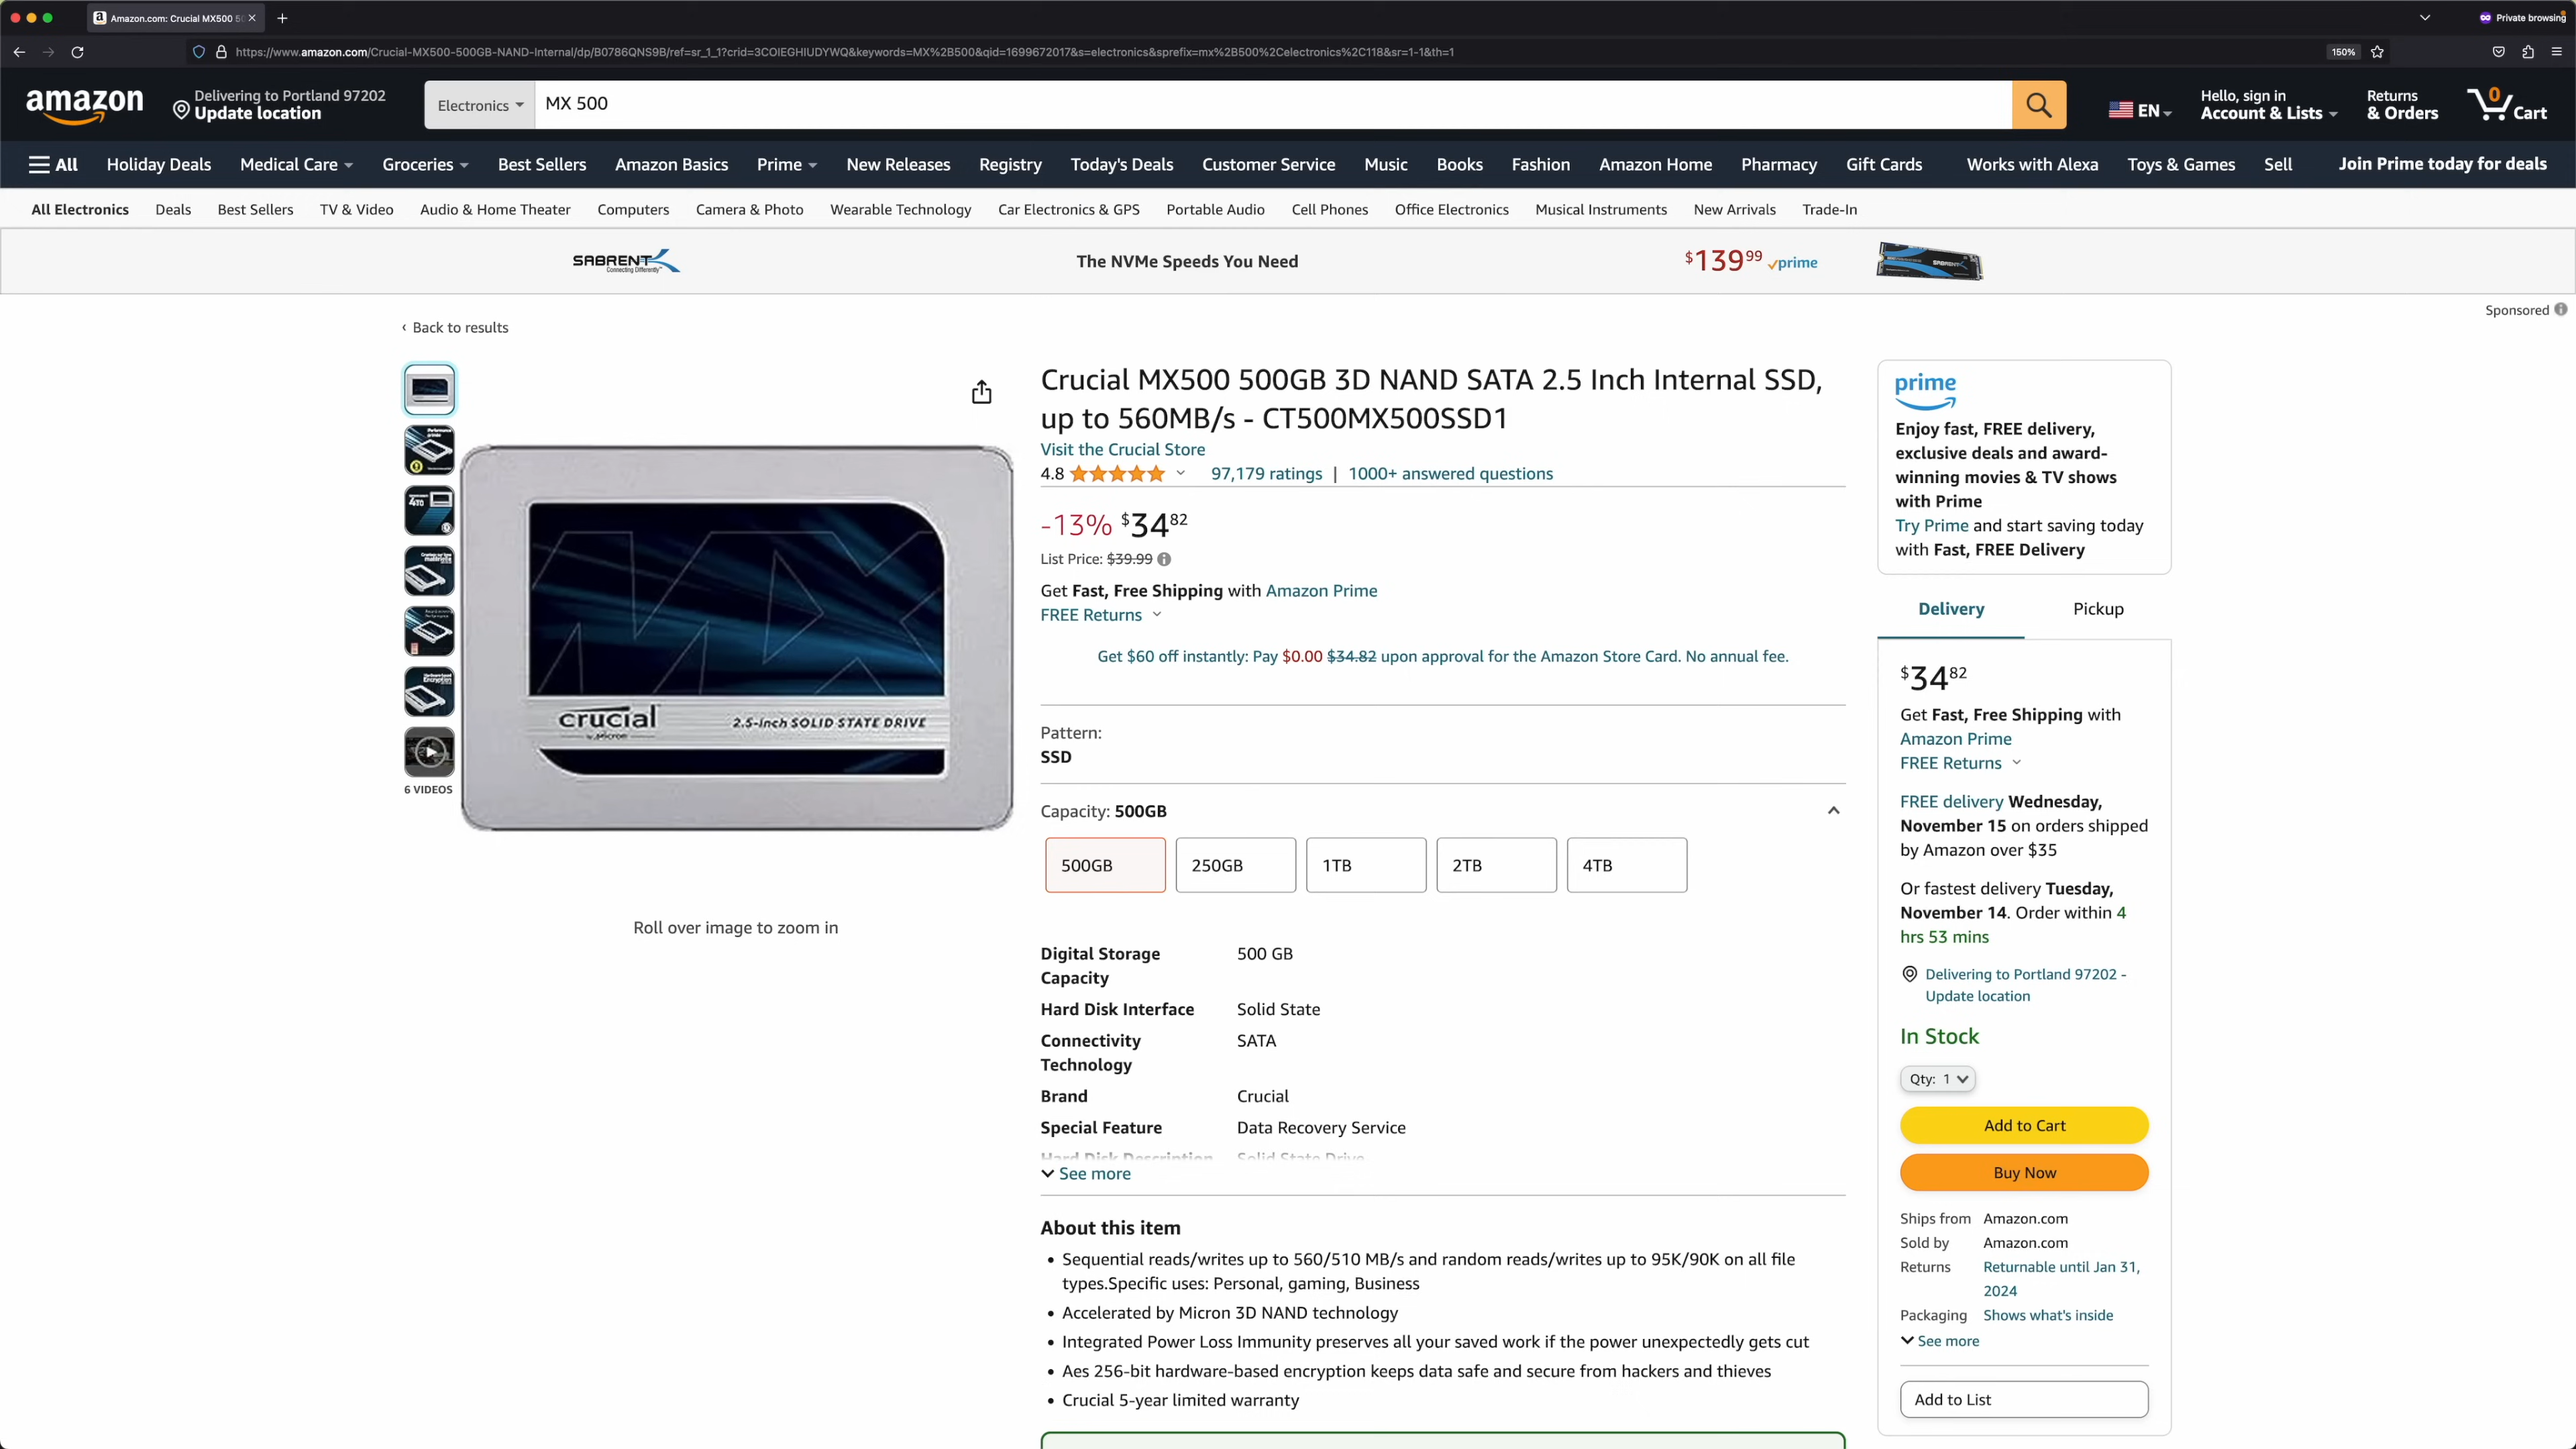 Amazon.com: Crucial MX500 50
Private browsing
https://www.amazon.com/Crucial-MX500-500GB-NAND-Internal/dp/B0786QNS9B/ref=sr_1_1?crid=3COIEGHIUDYWQ&keywords=MX%2B500&qid=1699672017&s=electronics&sprefix=mx%2B500%2Celectronics%2C118&sr=1-1&th=1
150%
amazon
Delivering to Portland 97202
Update location
Electronics
MX 500
EN
Hello, sign in
Account & Lists
Returns
& Orders
0
Cart
All
Holiday Deals
Medical Care
Groceries
Best Sellers
Amazon Basics
Prime
New Releases
Registry
Today's Deals
Customer Service
Music
Books
Fashion
Amazon Home
Pharmacy
Gift Cards
Works with Alexa
Toys & Games
Sell
Join Prime today for deals
All Electronics
Deals
Best Sellers
TV & Video
Audio & Home Theater
Computers
Camera & Photo
Wearable Technology
Car Electronics & GPS
Portable Audio
Cell Phones
Office Electronics
Musical Instruments
New Arrivals
Trade-In
SABRENT
Connecting Differently™
The NVMe Speeds You Need
$139.99 prime
SABRENT
Sponsored
‹ Back to results
6 VIDEOS
crucial
by Micron
2.5-inch SOLID STATE DRIVE
Roll over image to zoom in
Crucial MX500 500GB 3D NAND SATA 2.5 Inch Internal SSD,
up to 560MB/s - CT500MX500SSD1
Visit the Crucial Store
4.8
97,179 ratings | 1000+ answered questions
-13% $34 82
List Price: $39.99
Get Fast, Free Shipping with Amazon Prime
FREE Returns
Get $60 off instantly: Pay $0.00 $34.82 upon approval for the Amazon Store Card. No annual fee.
Pattern:
SSD
Capacity: 500GB
500GB
250GB
1TB
2TB
4TB
Digital Storage
Capacity
500 GB
Hard Disk Interface
Solid State
Connectivity
Technology
SATA
Brand
Crucial
Special Feature
Data Recovery Service
Hard Disk Description
Solid State Drive
See more
About this item
• Sequential reads/writes up to 560/510 MB/s and random reads/writes up to 95K/90K on all file
types.Specific uses: Personal, gaming, Business
• Accelerated by Micron 3D NAND technology
• Integrated Power Loss Immunity preserves all your saved work if the power unexpectedly gets cut
• Aes 256-bit hardware-based encryption keeps data safe and secure from hackers and thieves
• Crucial 5-year limited warranty
prime
Enjoy fast, FREE delivery,
exclusive deals and award-
winning movies & TV shows
with Prime
Try Prime and start saving today
with Fast, FREE Delivery
Delivery
Pickup
$34 82
Get Fast, Free Shipping with
Amazon Prime
FREE Returns
FREE delivery Wednesday,
November 15 on orders shipped
by Amazon over $35
Or fastest delivery Tuesday,
November 14. Order within 4
hrs 53 mins
Delivering to Portland 97202 -
Update location
In Stock
Qty: 1
Add to Cart
Buy Now
Ships from Amazon.com
Sold by Amazon.com
Returns Returnable until Jan 31,
2024
Packaging Shows what's inside
See more
Add to List